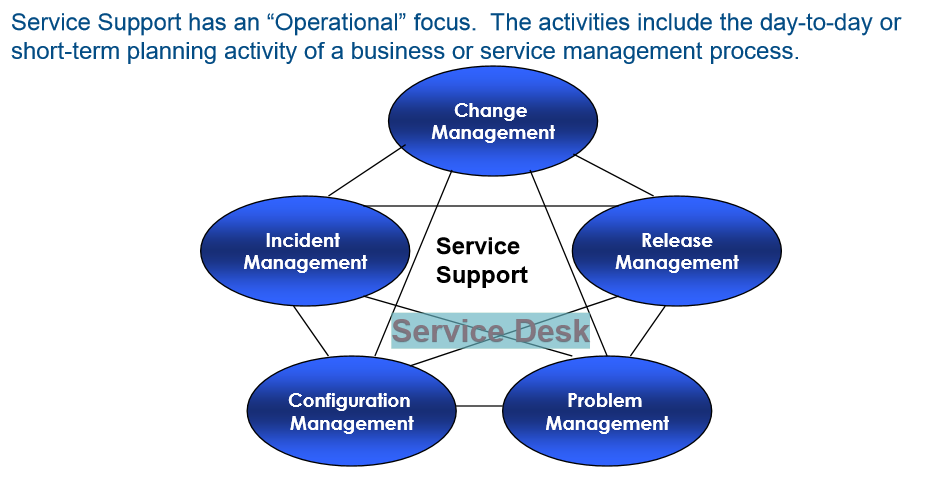 Service Support has an “Operational” focus.  The activities include the day-to-day or
short-term planning activity of a business or service management process.
Change
Management
Incident
Management
Service
Support
Release
Management
Service Desk
Configuration
Management
Problem
Management